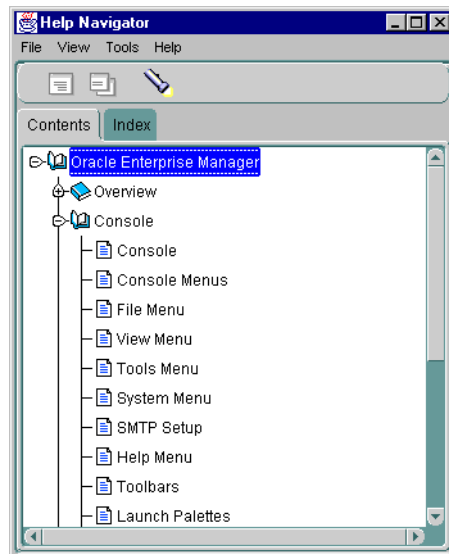 Help Navigator
File View Tools Help
Contents Index
Oracle Enterprise Manager
Overview
Console
Console
Console Menus
File Menu
View Menu
Tools Menu
System Menu
SMTP Setup
Help Menu
Toolbars
Launch Palettes